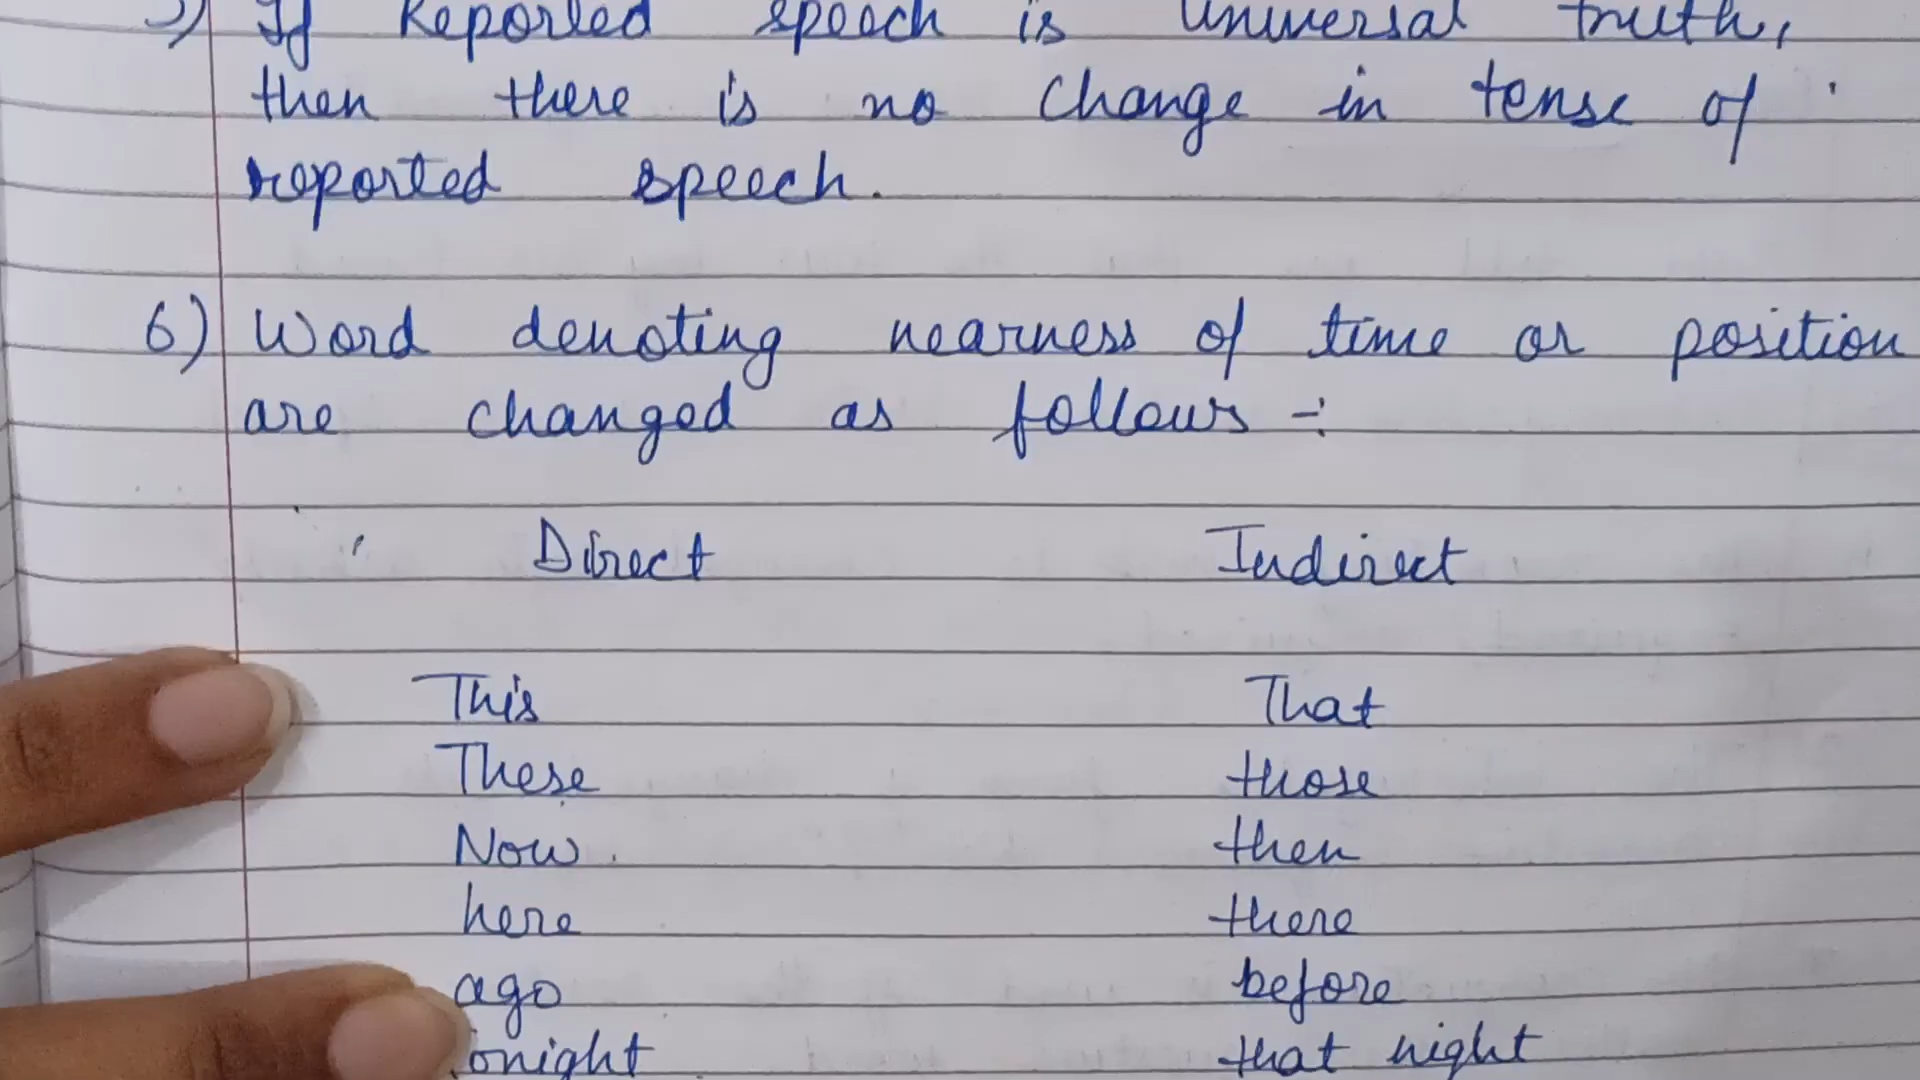 If Reported speech is Universal truth,
then there is no change in tense of
reported speech.
6) Word denoting nearness of time or position
are changed as follows :-
Direct Indirect
This That
These those
Now then
here there
ago before
tonight that night